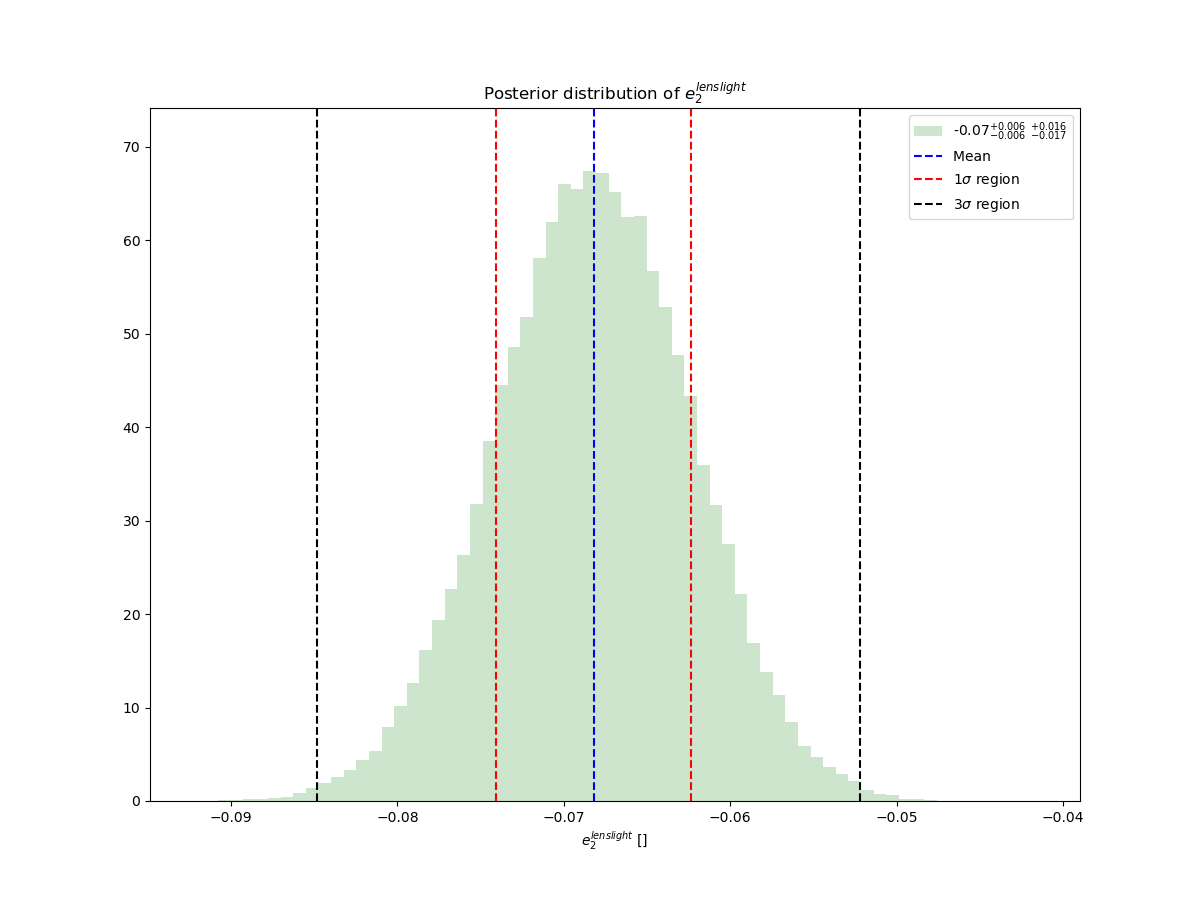 Posterior distribution of $e_2^{lenslight}$
-0.07$^{+0.006}_{-0.006}$ $^{+0.016}_{-0.017}$
Mean
1σ region
3σ region
70
60
50
40
30
20
10
0
−0.09 −0.08 −0.07 −0.06 −0.05 −0.04
$e_2^{lenslight}$ []